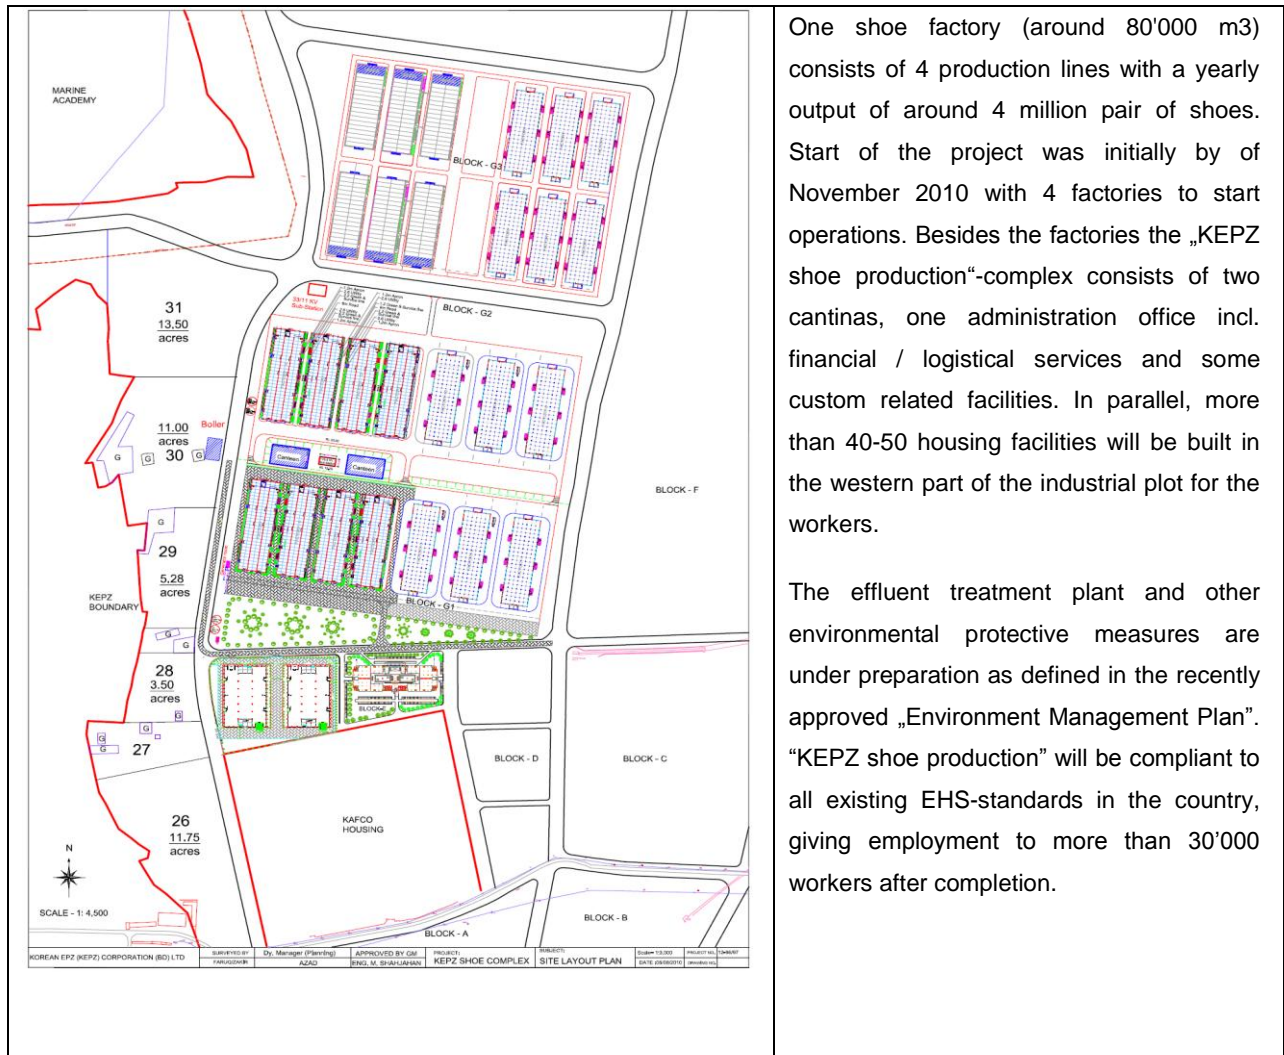 MARINE
ACADEMY
BLOCK - G3
33/11 KV
Sub-Station
BLOCK - G2
31
13.50
acres
11.00
acres
30
Boiler
G
G
G
Canteen
Canteen
BLOCK - F
G
29
5.28
acres
KEPZ
BOUNDARY
BLOCK - G1
G
G
28
3.50
acres
BLOCK-E
G
G
G
G
27
BLOCK - D
BLOCK - C
26
11.75
acres
KAFCO
HOUSING
N
SCALE - 1: 4,500
BLOCK - B
BLOCK - A
KOREAN EPZ (KEPZ) CORPORATION (BD) LTD
SURVEYED BY
Dy, Manager (Planning)
APPROVED BY GM
PROJECT:
SUBJECT:
AZAD
ENG. M. SHAHJAHAN
KEPZ SHOE COMPLEX
SITE LAYOUT PLAN
One shoe factory (around 80'000 m3)
consists of 4 production lines with a yearly
output of around 4 million pair of shoes.
Start of the project was initially by of
November 2010 with 4 factories to start
operations. Besides the factories the „KEPZ
shoe production“-complex consists of two
cantinas, one administration office incl.
financial / logistical services and some
custom related facilities. In parallel, more
than 40-50 housing facilities will be built in
the western part of the industrial plot for the
workers.
The effluent treatment plant and other
environmental protective measures are
under preparation as defined in the recently
approved „Environment Management Plan”.
“KEPZ shoe production” will be compliant to
all existing EHS-standards in the country,
giving employment to more than 30’000
workers after completion.